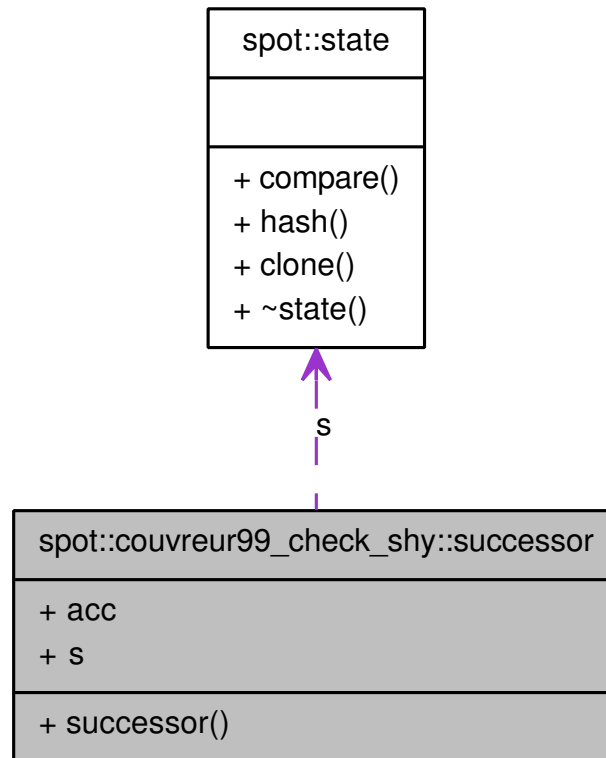 spot::state
+ compare()
+ hash()
+ clone()
+ ~state()
s
spot::couvreur99_check_shy::successor
+ acc
+ s
+ successor()